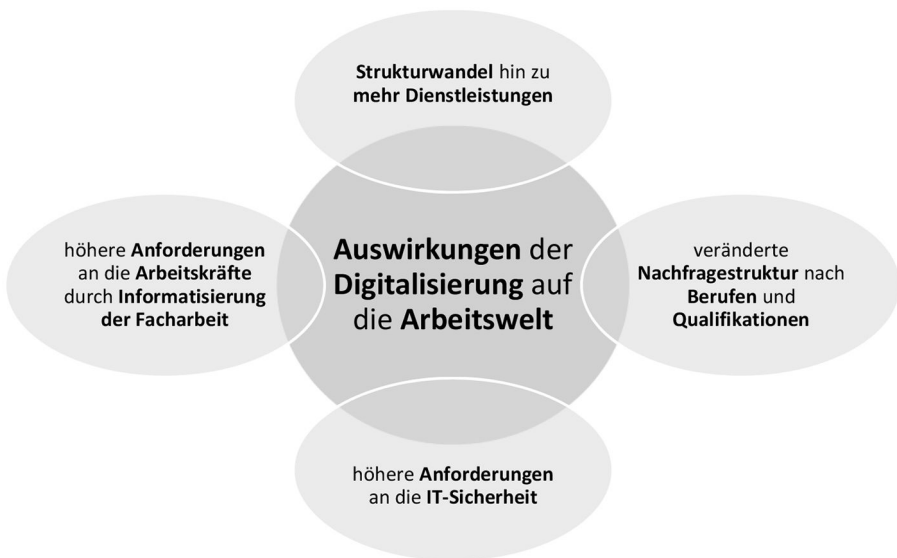 Strukturwandel hin zu
mehr Dienstleistungen
höhere Anforderungen
an die Arbeitskräfte
durch Informatisierung
der Facharbeit
Auswirkungen der
Digitalisierung auf
die Arbeitswelt
veränderte
Nachfragestruktur nach
Berufen und
Qualifikationen
höhere Anforderungen
an die IT-Sicherheit